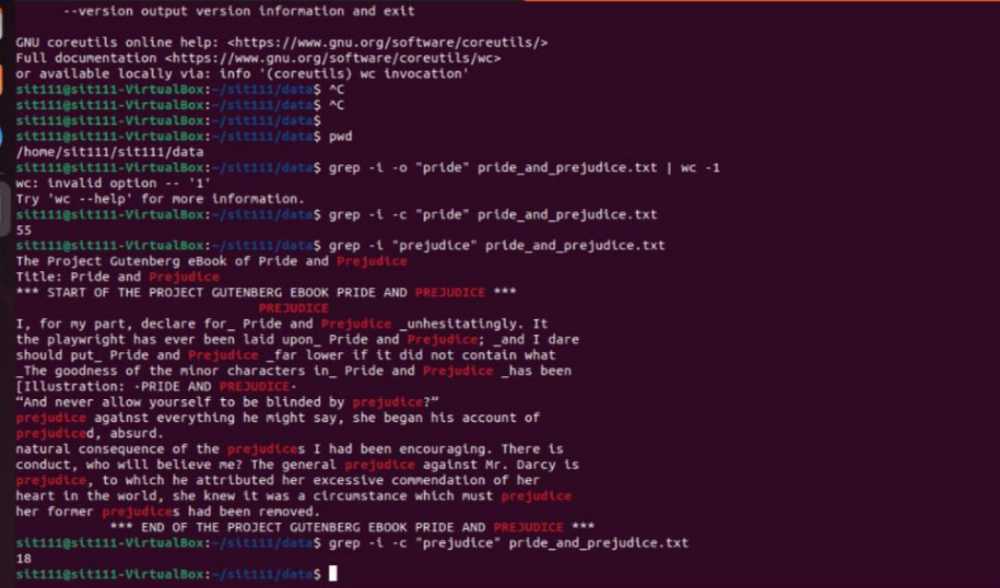 --version output version information and exit
GNU coreutils online help: <https://www.gnu.org/software/coreutils/>
Full documentation <https://www.gnu.org/software/coreutils/wc>
or available locally via: info '(coreutils) wc invocation'
sit111@sit111-VirtualBox:~/sit111/data$ ^C
sit111@sit111-VirtualBox:~/sit111/data$ ^C
sit111@sit111-VirtualBox:~/sit111/data$
sit111@sit111-VirtualBox:~/sit111/data$ pwd
/home/sit111/sit111/data
sit111@sit111-VirtualBox:~/sit111/data$ grep -i -o "pride" pride_and_prejudice.txt | wc -1
wc: invalid option -- '1'
Try 'wc --help' for more information.
sit111@sit111-VirtualBox:~/sit111/data$ grep -i -c "pride" pride_and_prejudice.txt
55
sit111@sit111-VirtualBox:~/sit111/data$ grep -i "prejudice" pride_and_prejudice.txt
The Project Gutenberg eBook of Pride and Prejudice
Title: Pride and Prejudice
*** START OF THE PROJECT GUTENBERG EBOOK PRIDE AND PREJUDICE ***
PREJUDICE
I, for my part, declare for_ Pride and Prejudice _unhesitatingly. It
the playwright has ever been laid upon_ Pride and Prejudice; _and I dare
should put_ Pride and Prejudice _far lower if it did not contain what
_The goodness of the minor characters in_ Pride and Prejudice _has been
[Illustration: ·PRIDE AND PREJUDICE·
“And never allow yourself to be blinded by prejudice?”
prejudice against everything he might say, she began his account of
prejudiced, absurd.
natural consequence of the prejudices I had been encouraging. There is
conduct, who will believe me? The general prejudice against Mr. Darcy is
prejudice, to which he attributed her excessive commendation of her
heart in the world, she knew it was a circumstance which must prejudice
her former prejudices had been removed.
*** END OF THE PROJECT GUTENBERG EBOOK PRIDE AND PREJUDICE ***
sit111@sit111-VirtualBox:~/sit111/data$ grep -i -c "prejudice" pride_and_prejudice.txt
18
sit111@sit111-VirtualBox:~/sit111/data$